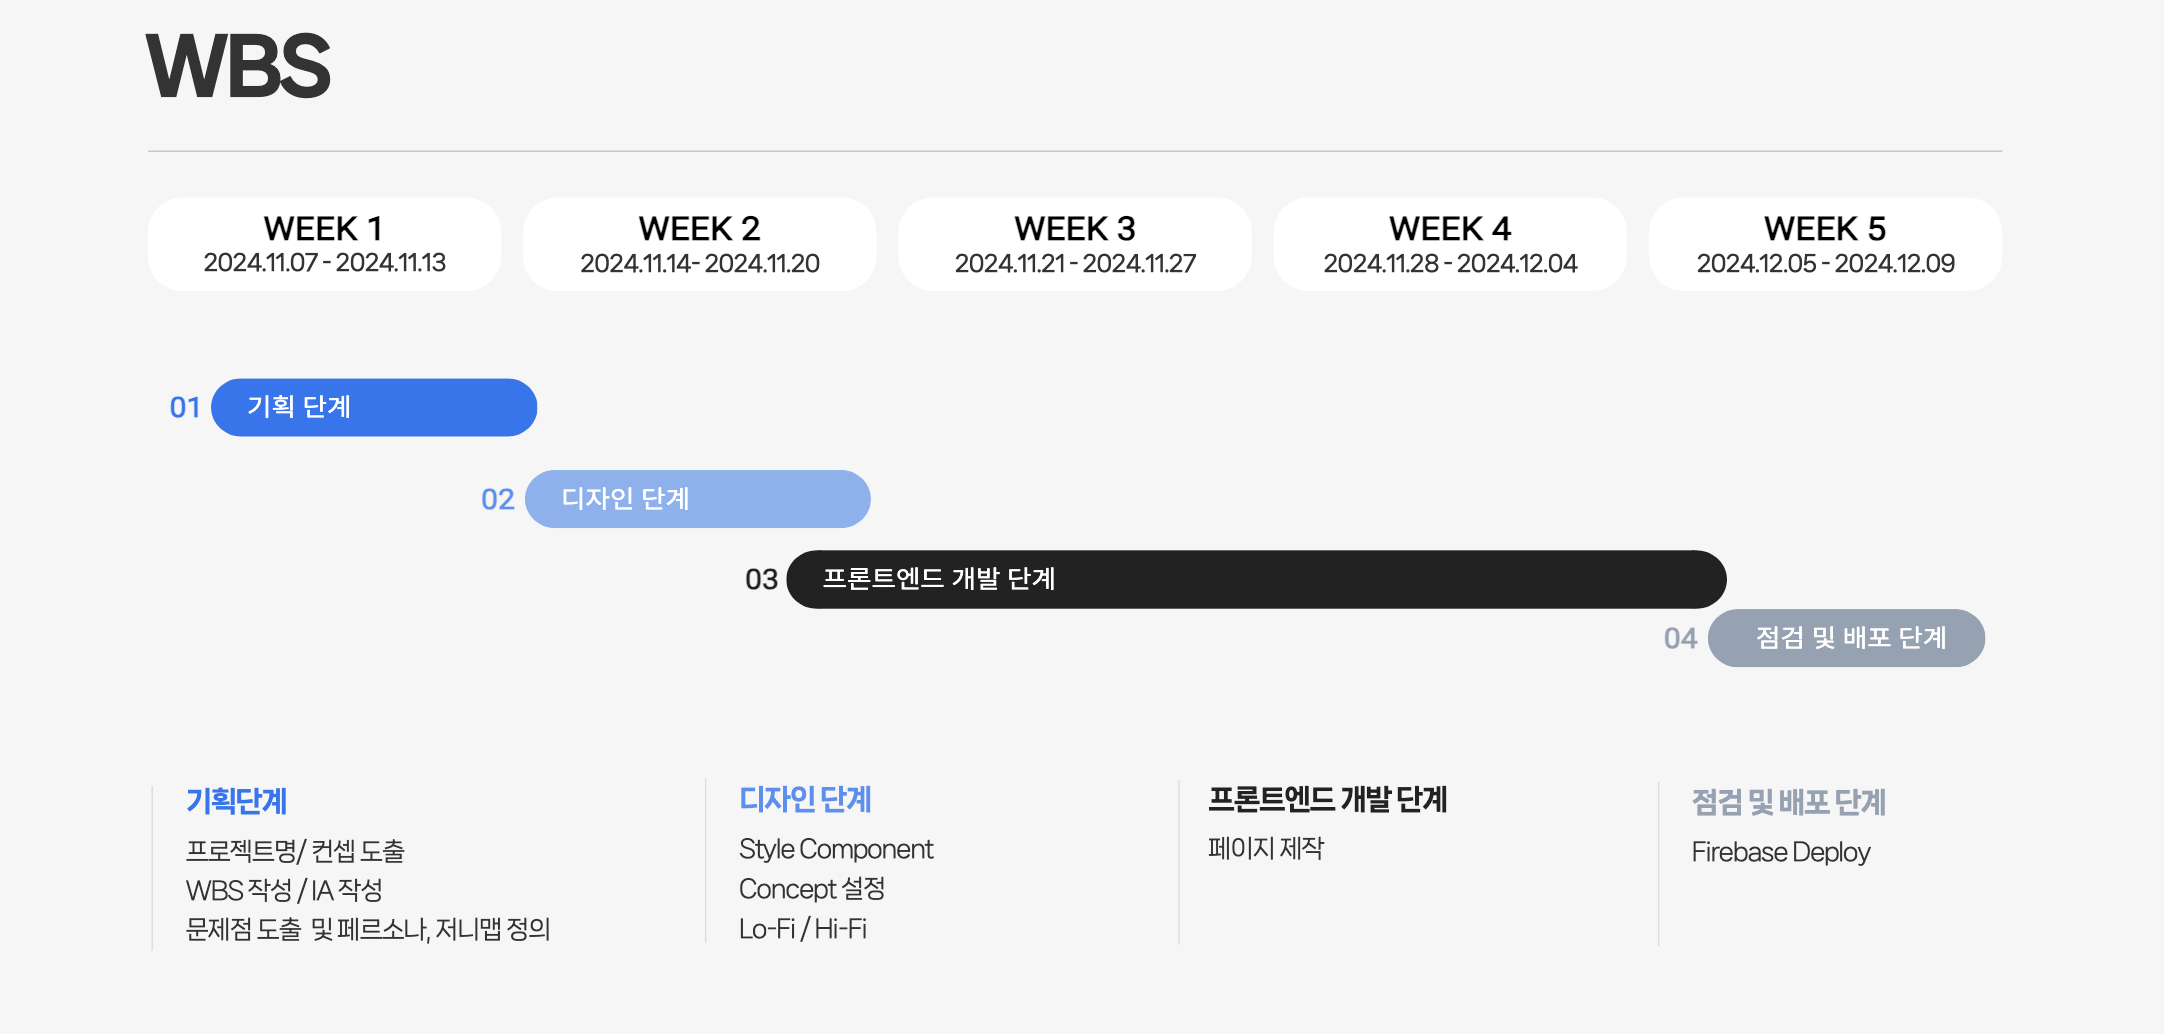 WBS
WEEK 1
2024.11.07 - 2024.11.13
WEEK 2
2024.11.14- 2024.11.20
WEEK 3
2024.11.21 - 2024.11.27
WEEK 4
2024.11.28 - 2024.12.04
WEEK 5
2024.12.05 - 2024.12.09
01 기획 단계
02 디자인 단계
03 프론트엔드 개발 단계
04 점검 및 배포 단계
기획단계
프로젝트명/ 컨셉 도출
WBS 작성 / IA 작성
문제점 도출 및 페르소나, 저니맵 정의
디자인 단계
Style Component
Concept 설정
Lo-Fi / Hi-Fi
프론트엔드 개발 단계
페이지 제작
점검 및 배포 단계
Firebase Deploy